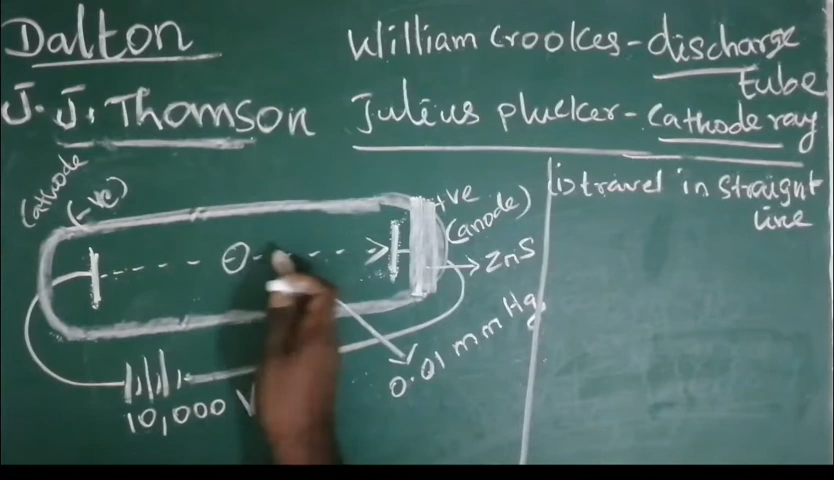 Dalton
J. J. Thomson
William Crookes - discharge
tube
Julius plucker - Cathode ray
Cathode
(-ve)
+ve
(anode)
ZnS
0.01 mm Hg
10,000 V
(i) travel in straight
line